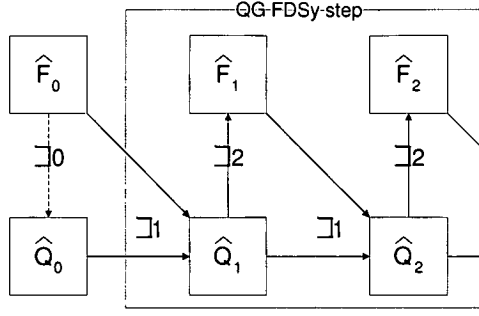 QG-FDSy-step
F̂₀ F̂₁ F̂₂
⊐0 ⊐2 ⊐2
⊐1 ⊐1
Q̂₀ Q̂₁ Q̂₂